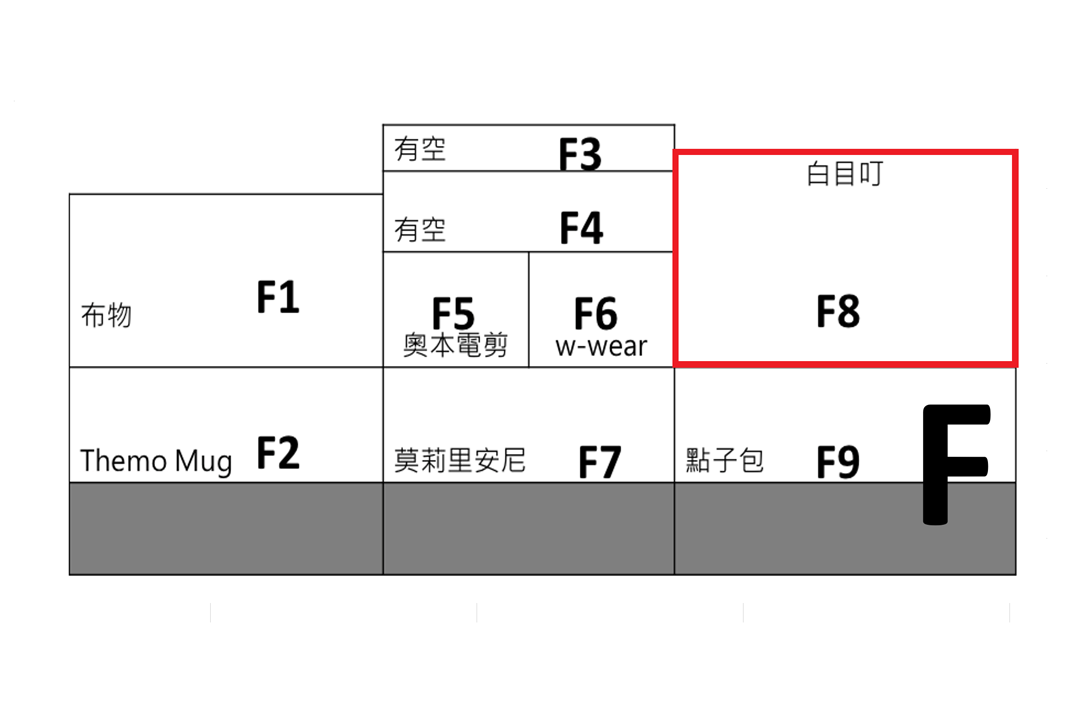 有空 F3
白目叮
有空 F4
布物 F1
F5
奧本電剪
F6
w-wear
F8
Themo Mug F2
莫莉里安尼 F7
點子包 F9
F